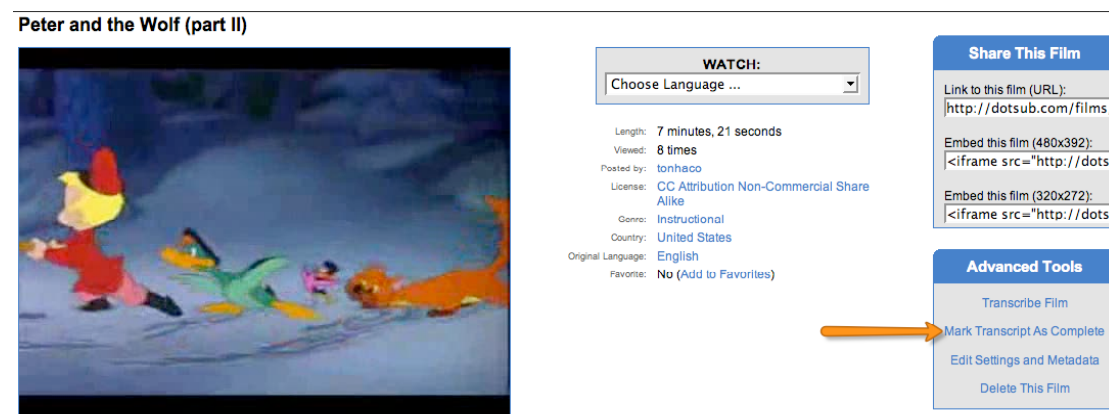 Peter and the Wolf (part II)
WATCH:
Choose Language ...
Length: 7 minutes, 21 seconds
Viewed: 8 times
Posted by: tonhaco
License: CC Attribution Non-Commercial Share
Alike
Genre: Instructional
Country: United States
Original Language: English
Favorite: No (Add to Favorites)
Share This Film
Link to this film (URL):
http://dotsub.com/films
Embed this film (480x392):
<iframe src="http://dots
Embed this film (320x272):
<iframe src="http://dots
Advanced Tools
Transcribe Film
Mark Transcript As Complete
Edit Settings and Metadata
Delete This Film